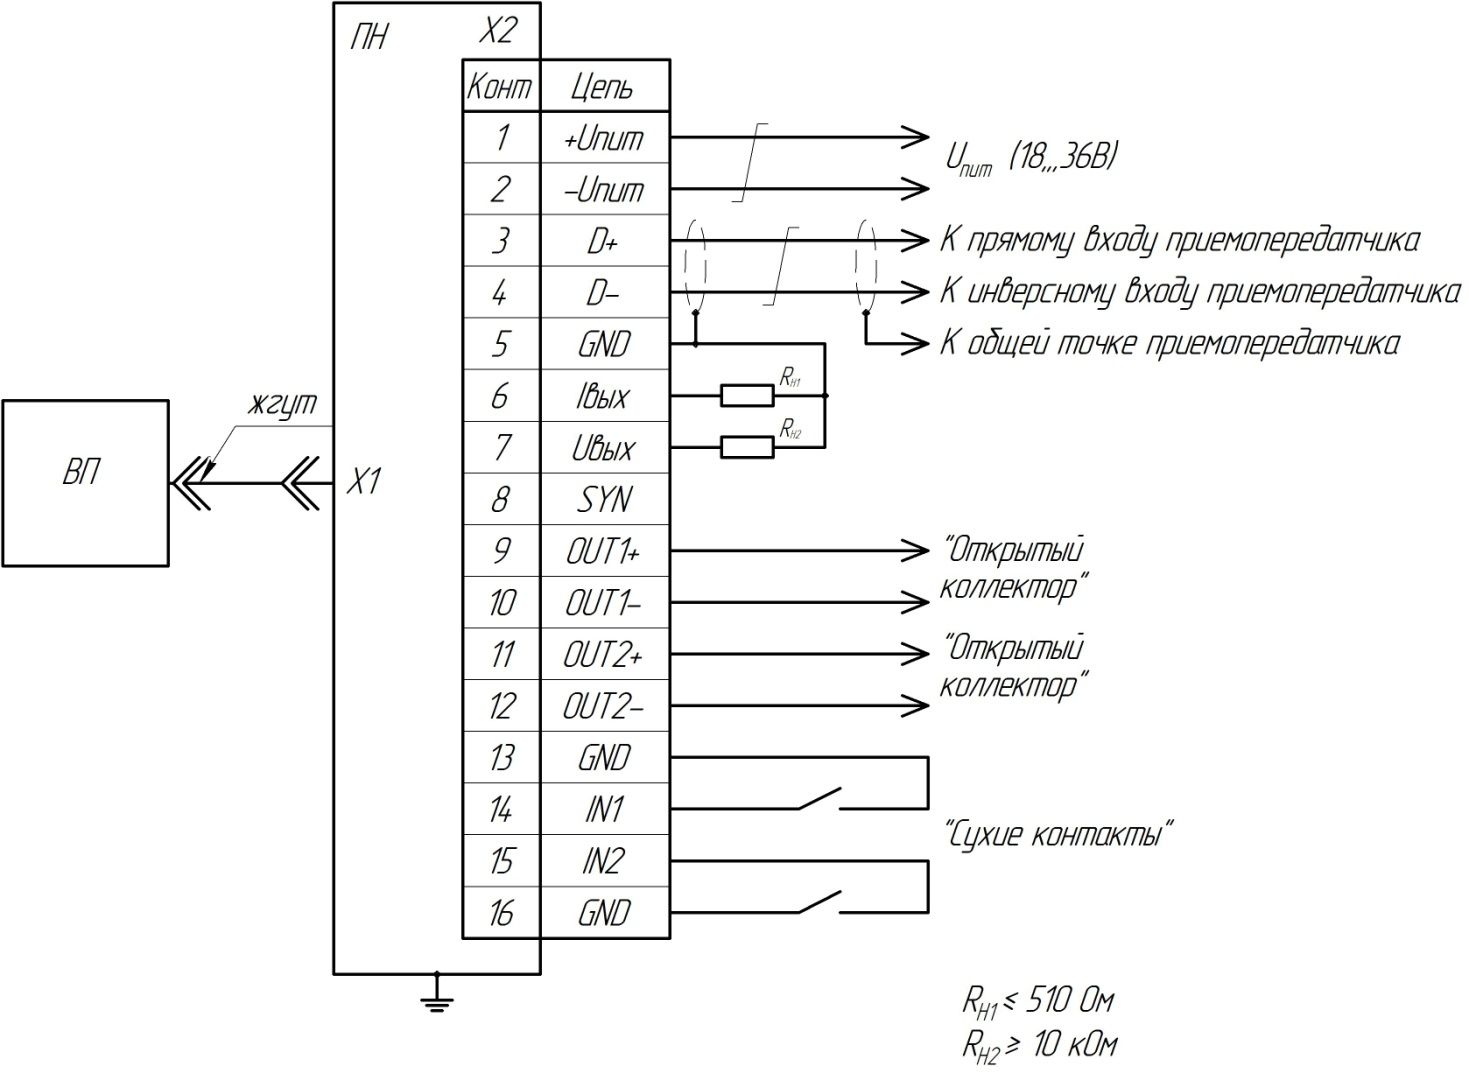 ПН
X2
Конт Цепь
1 +Uпит
2 –Uпит
Uпит (18,,,36В)
3 D+ К прямому входу приемопередатчика
4 D– К инверсному входу приемопередатчика
5 GND К общей точке приемопередатчика
6 Iвых RН1
7 Uвых RН2
жгут
ВП
X1
8 SYN
9 OUT1+
10 OUT1–
"Открытый
коллектор"
11 OUT2+
12 OUT2–
"Открытый
коллектор"
13 GND
14 IN1
15 IN2
16 GND
"Сухие контакты"
RН1 ≤ 510 Ом
RН2 ≥ 10 кОм